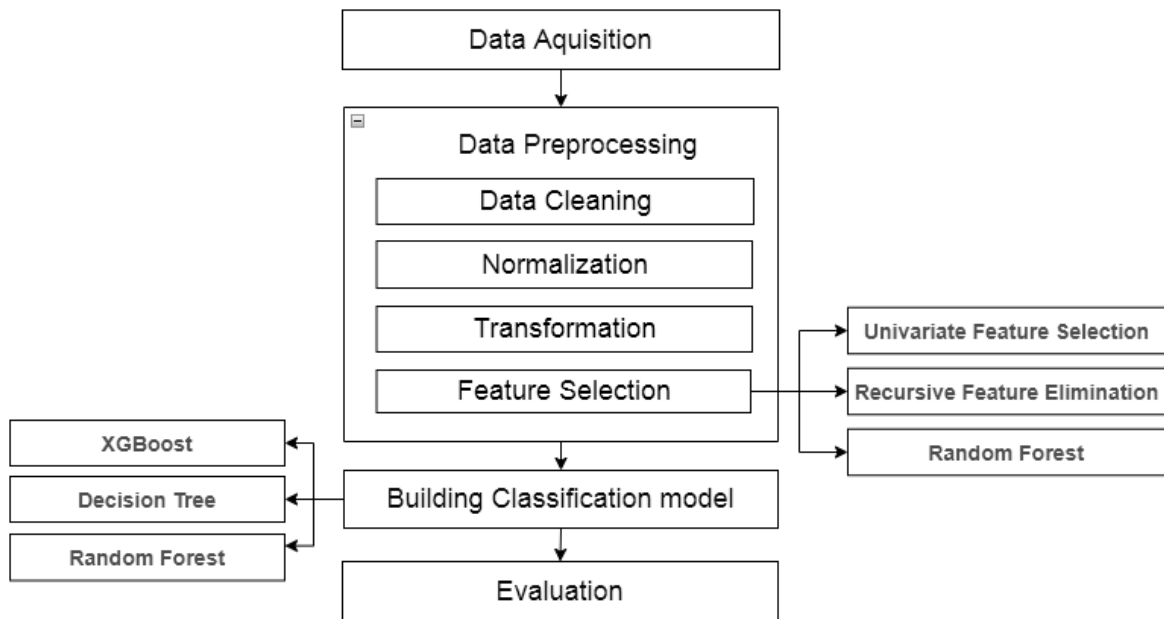 Data Aquisition
Data Preprocessing
Data Cleaning
Normalization
Transformation
Feature Selection
Univariate Feature Selection
Recursive Feature Elimination
Random Forest
XGBoost
Decision Tree
Random Forest
Building Classification model
Evaluation